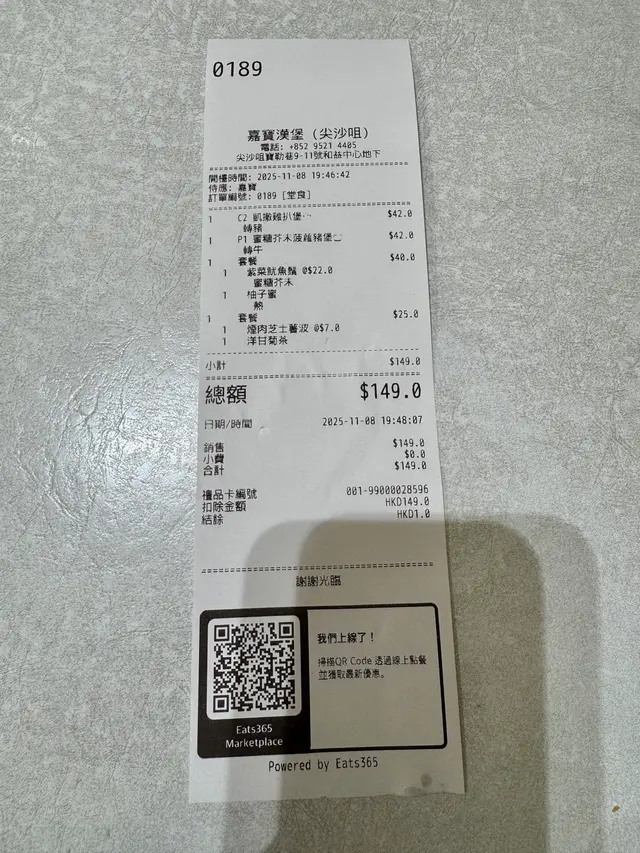 0189
嘉寶漢堡 (尖沙咀)
電話: +852 9521 4405
尖沙咀寶勒巷9-11號和益中心地下
開檯時間: 2025-11-08 19:46:42
侍應: 嘉寶
訂單編號: 0189 [堂食]
1 C2 凱撒雞扒堡 $42.0
轉豬
1 P1 蜜糖芥末菠蘿豬堡 $42.0
轉牛
1 套餐 $40.0
1 紫菜魷魚鬚 @$22.0
蜜糖芥末
1 柚子蜜
熱
1 套餐 $25.0
1 煙肉芝士薯波 @$7.0
1 洋甘菊茶
小計 $149.0
總額 $149.0
日期/時間 2025-11-08 19:48:07
銷售 $149.0
小費 $0.0
合計 $149.0
禮品卡編號 001-99000028596
扣除金額 HKD149.0
結餘 HKD1.0
謝謝光臨
我們上線了！
掃描QR Code 透過線上點餐
並獲取最新優惠。
Eats365
Marketplace
Powered by Eats365